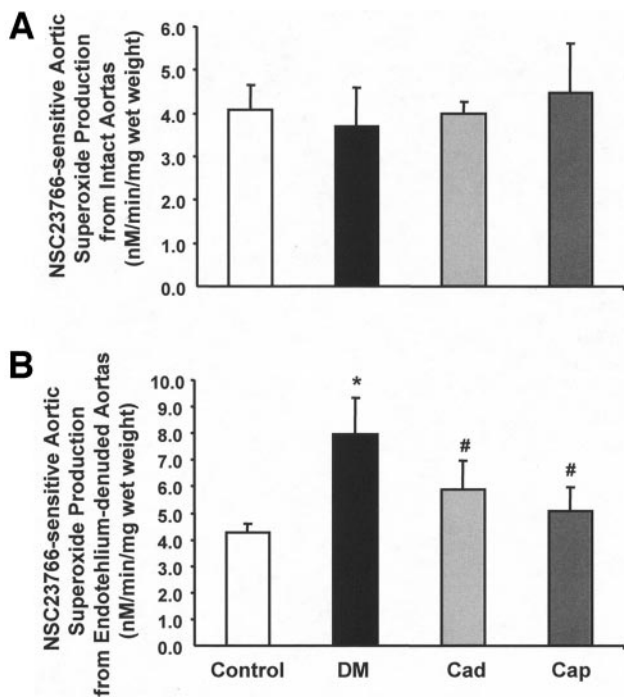 A
NSC23766-sensitive Aortic
Superoxide Production
from Intact Aortas
(nM/min/mg wet weight)
6.0
5.0
4.0
3.0
2.0
1.0
0.0
B
NSC23766-sensitive Aortic
Superoxide Production
from Endotehlium-denuded Aortas
(nM/min/mg wet weight)
10.0
9.0
8.0
7.0
6.0
5.0
4.0
3.0
2.0
1.0
0.0
*
#
#
Control DM Cad Cap